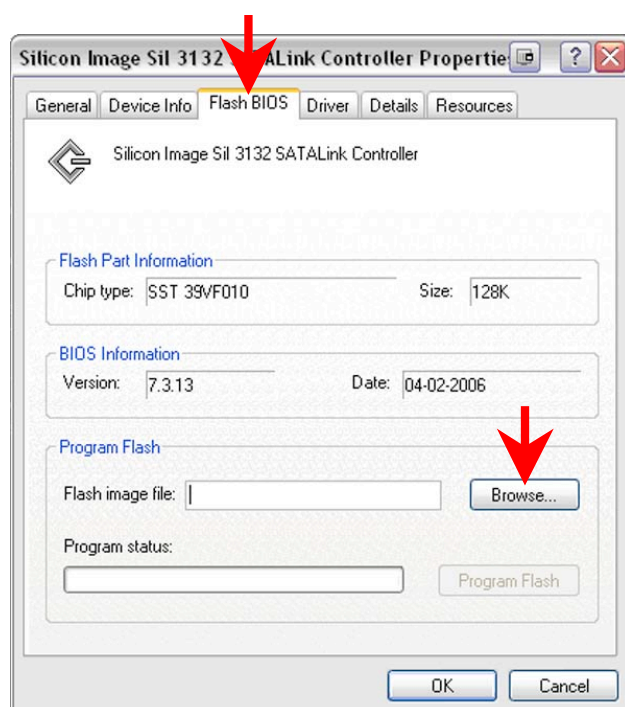 Silicon Image Sil 3132 SATALink Controller Propertie
General Device Info Flash BIOS Driver Details Resources
Silicon Image Sil 3132 SATALink Controller
Flash Part Information
Chip type: SST 39VF010 Size: 128K
BIOS Information
Version: 7.3.13 Date: 04-02-2006
Program Flash
Flash image file: Browse...
Program status:
Program Flash
OK Cancel